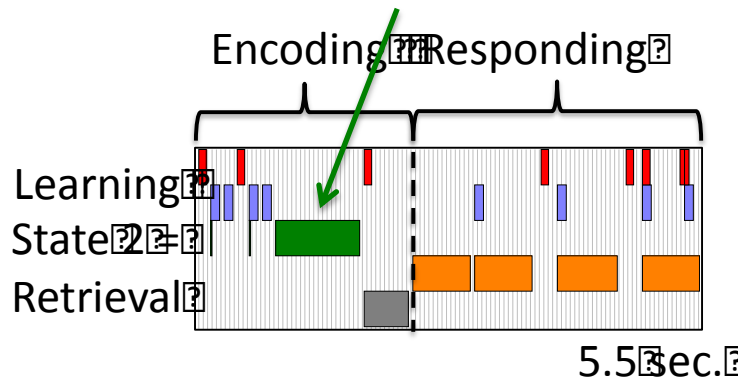 Encoding Responding
Learning
State 2 =
Retrieval
5.5 sec.